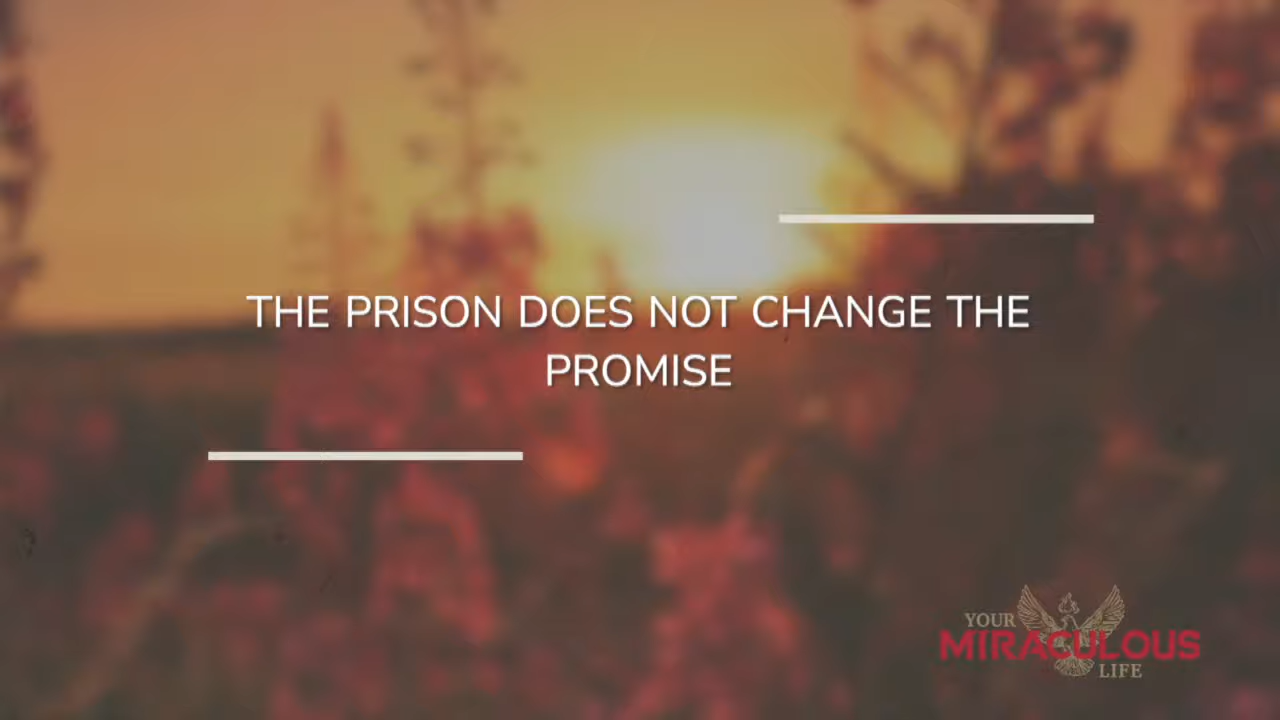 THE PRISON DOES NOT CHANGE THE
PROMISE
YOUR
MIRACULOUS
LIFE